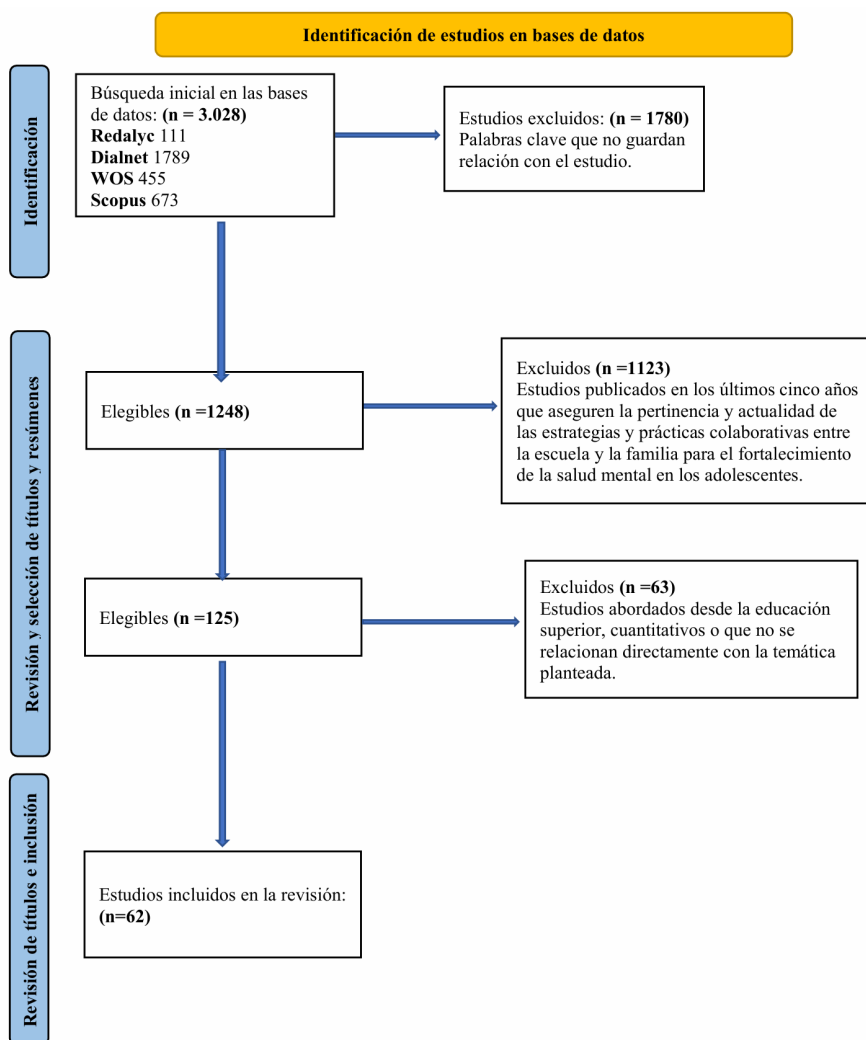 Identificación de estudios en bases de datos
Identificación
Búsqueda inicial en las bases
de datos: (n = 3.028)
Redalyc 111
Dialnet 1789
WOS 455
Scopus 673
Estudios excluidos: (n = 1780)
Palabras clave que no guardan
relación con el estudio.
Revisión y selección de títulos y resúmenes
Elegibles (n =1248)
Excluidos (n =1123)
Estudios publicados en los últimos cinco años
que aseguren la pertinencia y actualidad de
las estrategias y prácticas colaborativas entre
la escuela y la familia para el fortalecimiento
de la salud mental en los adolescentes.
Elegibles (n =125)
Excluidos (n =63)
Estudios abordados desde la educación
superior, cuantitativos o que no se
relacionan directamente con la temática
planteada.
Revisión de títulos e inclusión
Estudios incluidos en la revisión:
(n=62)